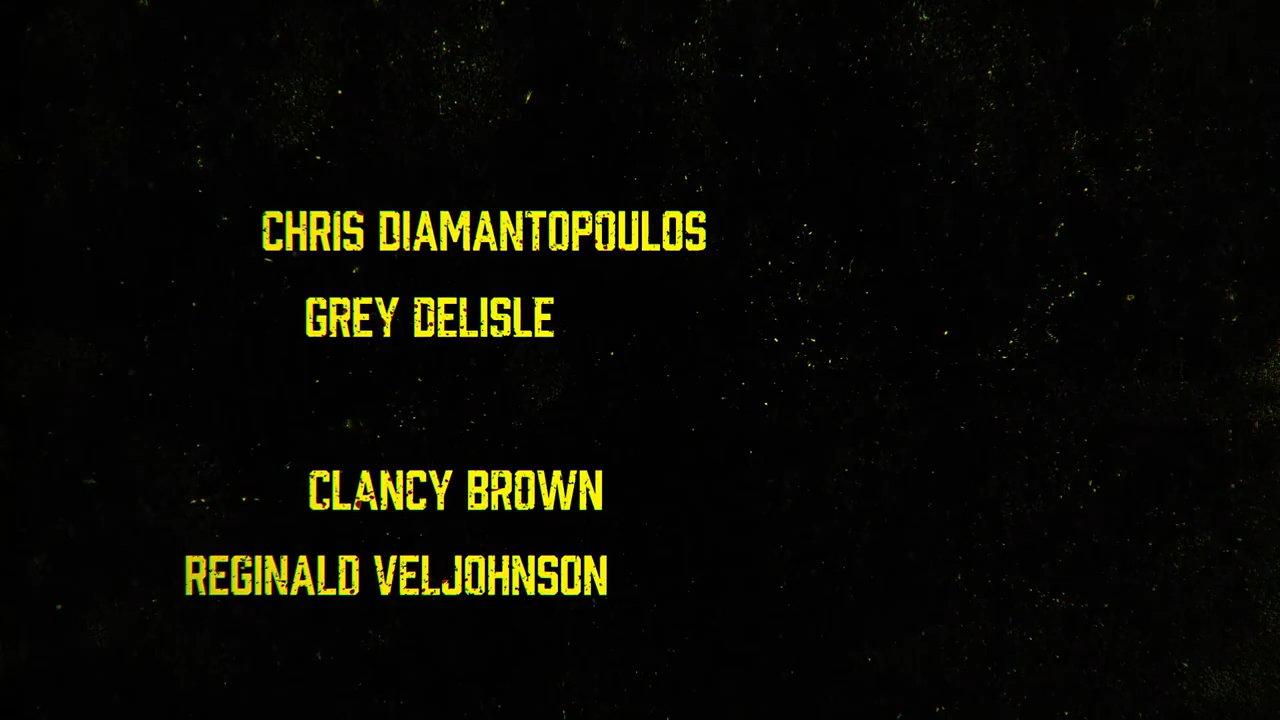 CHRIS DIAMANTOPOULOS
GREY DELISLE
CLANCY BROWN
REGINALD VELJOHNSON